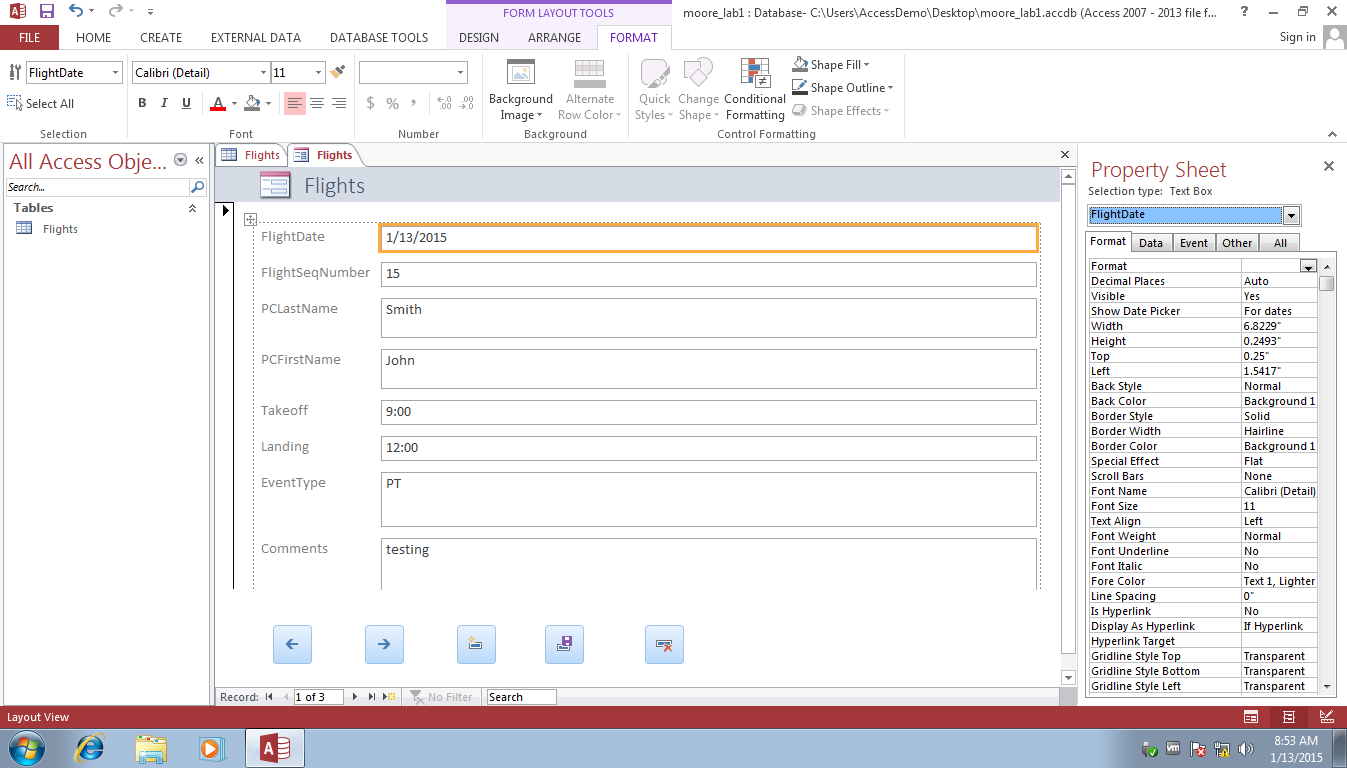 FORM LAYOUT TOOLS
moore_lab1 : Database- C:\Users\AccessDemo\Desktop\moore_lab1.accdb (Access 2007 - 2013 file f...
?
FILE HOME CREATE EXTERNAL DATA DATABASE TOOLS DESIGN ARRANGE FORMAT Sign in
FlightDate
Calibri (Detail) 11
Select All
B I U A
$ % ,
Background Image
Alternate Row Color
Quick Styles
Change Shape
Conditional Formatting
Shape Fill
Shape Outline
Shape Effects
Selection Font Number Background Control Formatting
All Access Obje...
Search...
Tables
Flights
Flights Flights
Flights
FlightDate 1/13/2015
FlightSeqNumber 15
PCLastName Smith
PCFirstName John
Takeoff 9:00
Landing 12:00
EventType PT
Comments testing
Record: 1 of 3 No Filter Search
Property Sheet
Selection type: Text Box
FlightDate
Format Data Event Other All
Format
Decimal Places Auto
Visible Yes
Show Date Picker For dates
Width 6.8229"
Height 0.2493"
Top 0.25"
Left 1.5417"
Back Style Normal
Back Color Background 1
Border Style Solid
Border Width Hairline
Border Color Background 1
Special Effect Flat
Scroll Bars None
Font Name Calibri (Detail)
Font Size 11
Text Align Left
Font Weight Normal
Font Underline No
Font Italic No
Fore Color Text 1, Lighter
Line Spacing 0"
Is Hyperlink No
Display As Hyperlink If Hyperlink
Hyperlink Target
Gridline Style Top Transparent
Gridline Style Bottom Transparent
Gridline Style Left Transparent
Layout View
8:53 AM
1/13/2015